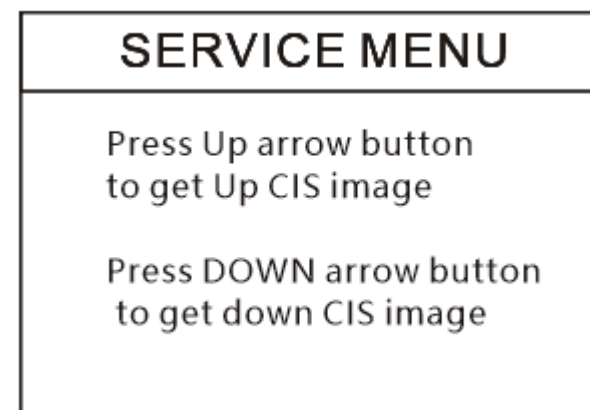 SERVICE MENU
Press Up arrow button
to get Up CIS image
Press DOWN arrow button
to get down CIS image